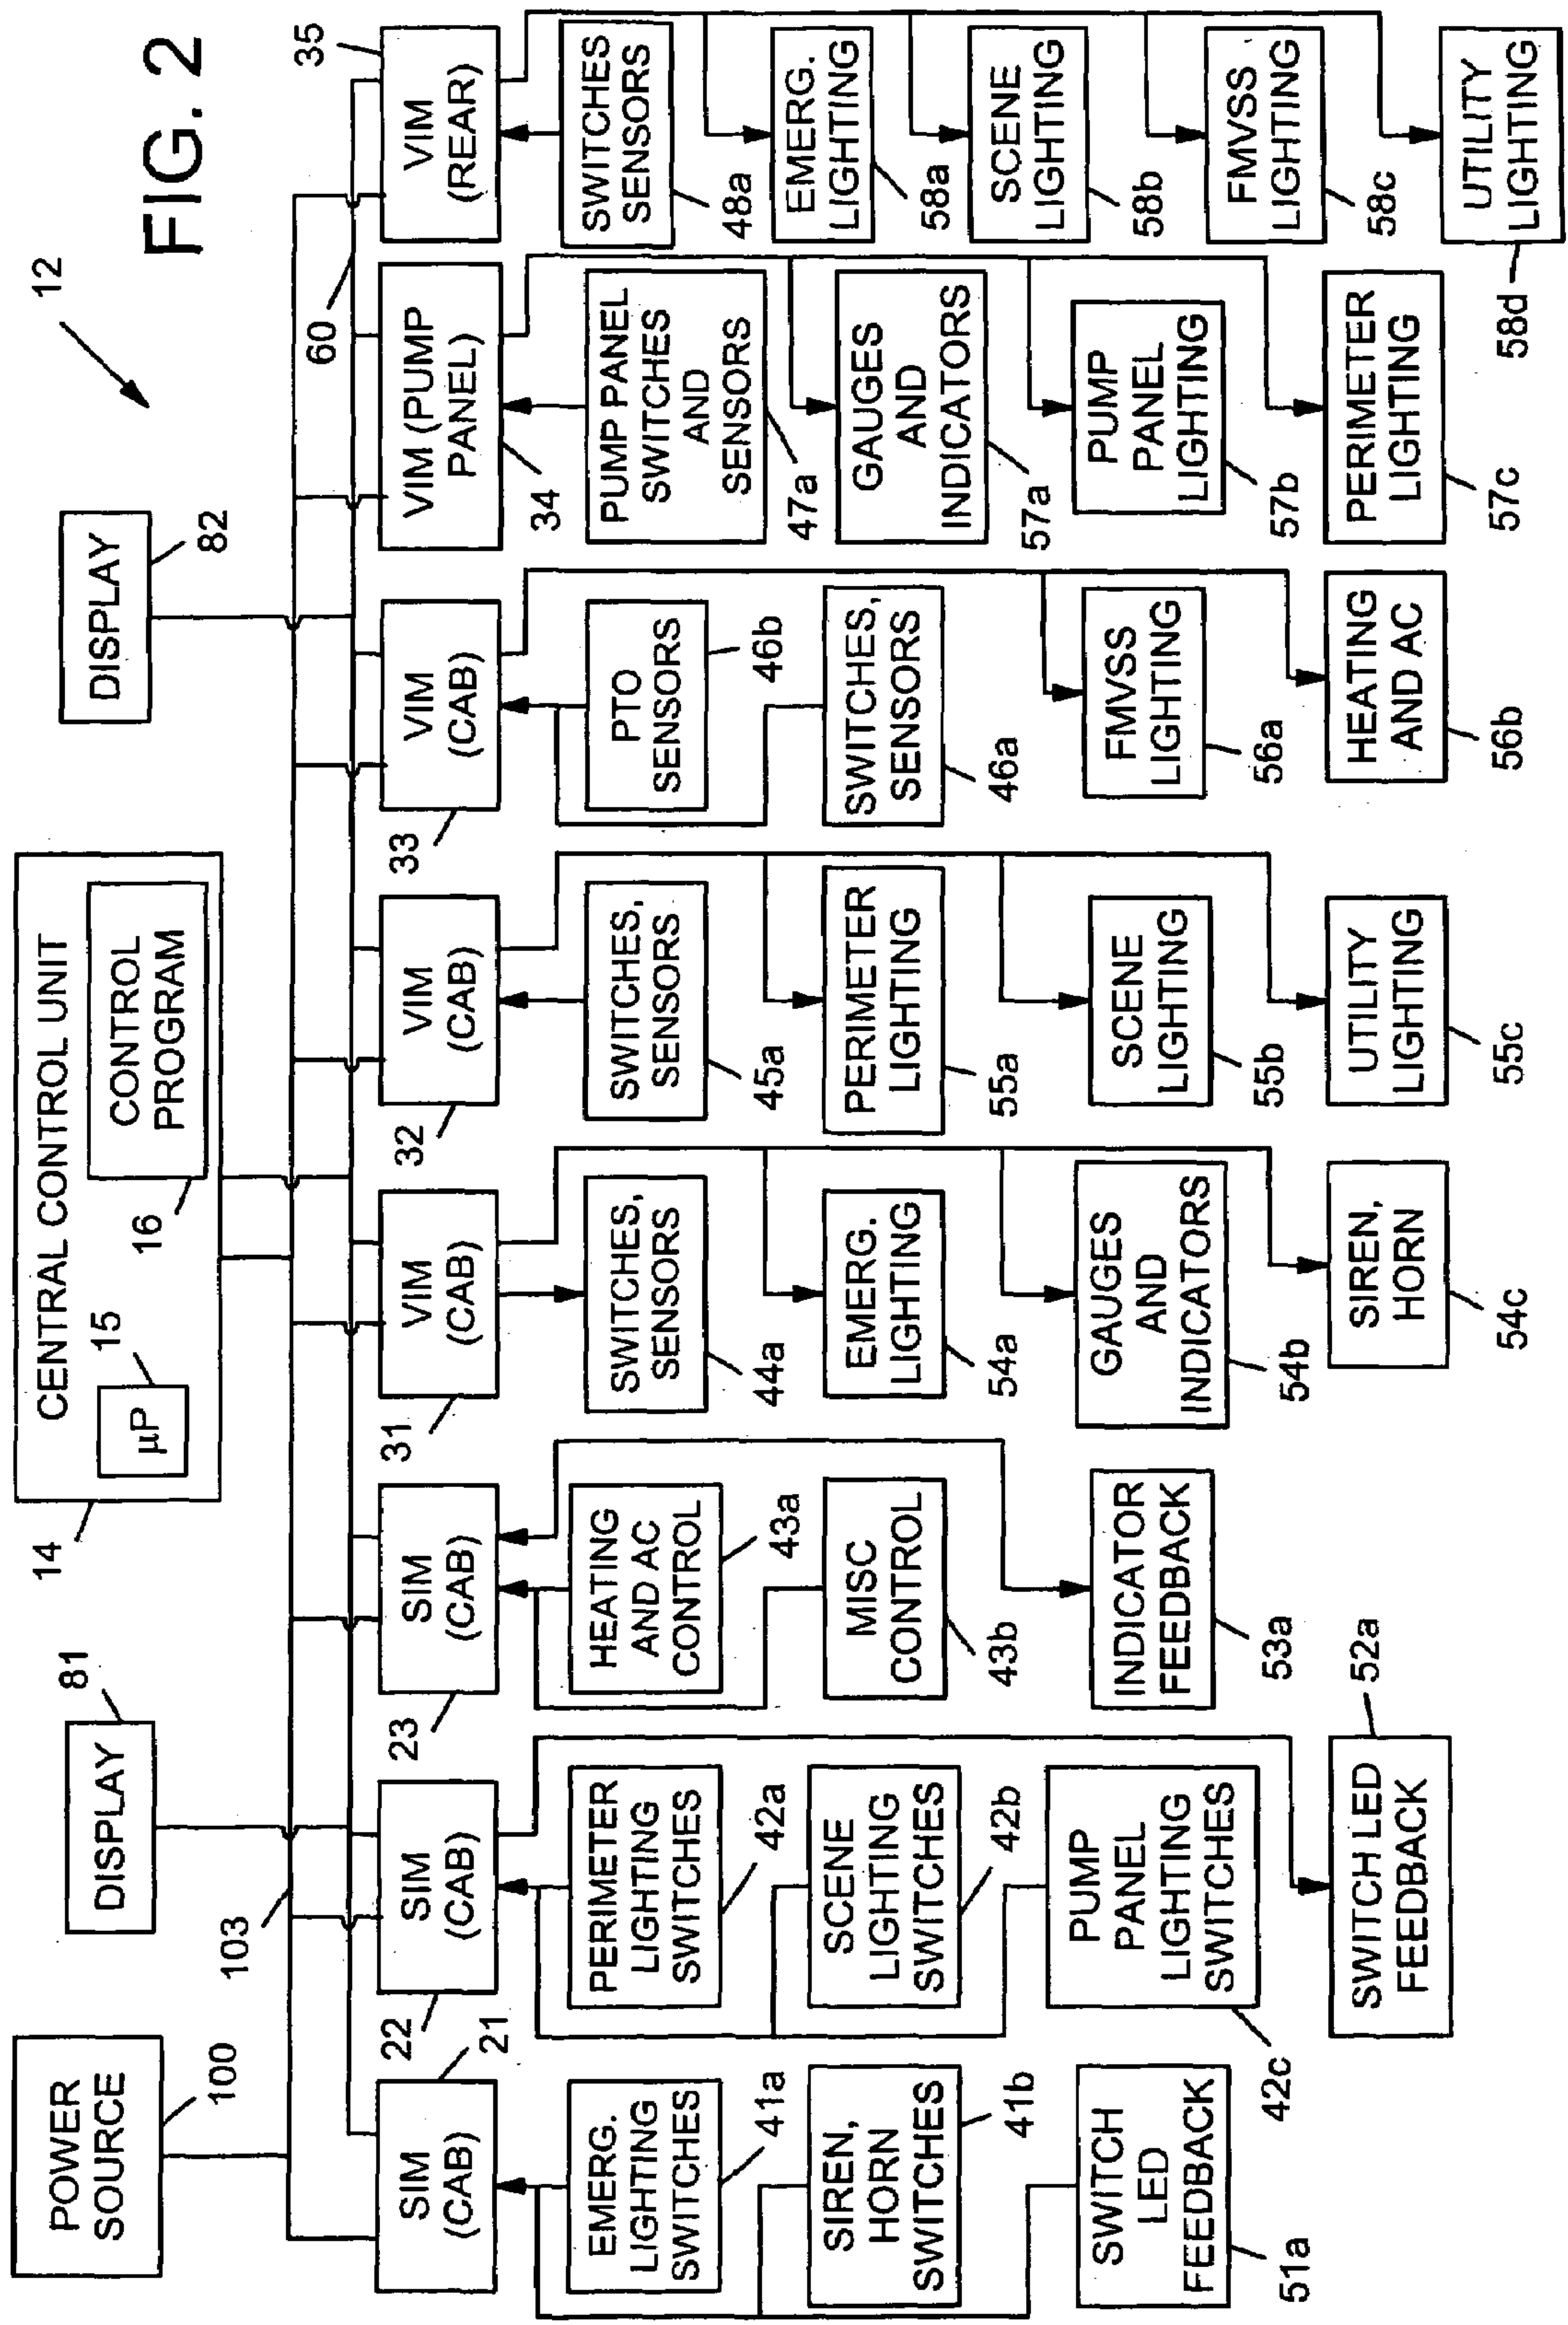 FIG. 2
12
POWER
SOURCE
100
DISPLAY
81
CENTRAL CONTROL UNIT
µP
15
CONTROL
PROGRAM
16
14
DISPLAY
82
103
60
SIM
(CAB)
21
EMERG.
LIGHTING
SWITCHES
41a
SIREN,
HORN
SWITCHES
41b
SWITCH
LED
FEEDBACK
51a
SIM
(CAB)
22
PERIMETER
LIGHTING
SWITCHES
42a
SCENE
LIGHTING
SWITCHES
42b
PUMP
PANEL
LIGHTING
SWITCHES
42c
SWITCH LED
FEEDBACK
52a
SIM
(CAB)
23
HEATING
AND AC
CONTROL
43a
MISC
CONTROL
43b
INDICATOR
FEEDBACK
53a
VIM
(CAB)
31
SWITCHES,
SENSORS
44a
EMERG.
LIGHTING
54a
GAUGES
AND
INDICATORS
54b
SIREN,
HORN
54c
VIM
(CAB)
32
SWITCHES,
SENSORS
45a
PERIMETER
LIGHTING
55a
SCENE
LIGHTING
55b
UTILITY
LIGHTING
55c
VIM
(CAB)
33
PTO
SENSORS
46b
SWITCHES,
SENSORS
46a
FMVSS
LIGHTING
56a
HEATING
AND AC
56b
VIM (PUMP
PANEL)
34
PUMP PANEL
SWITCHES
AND
SENSORS
47a
GAUGES
AND
INDICATORS
57a
PUMP
PANEL
LIGHTING
57b
PERIMETER
LIGHTING
57c
VIM
(REAR)
35
SWITCHES
SENSORS
48a
EMERG.
LIGHTING
58a
SCENE
LIGHTING
58b
FMVSS
LIGHTING
58c
UTILITY
LIGHTING
58d